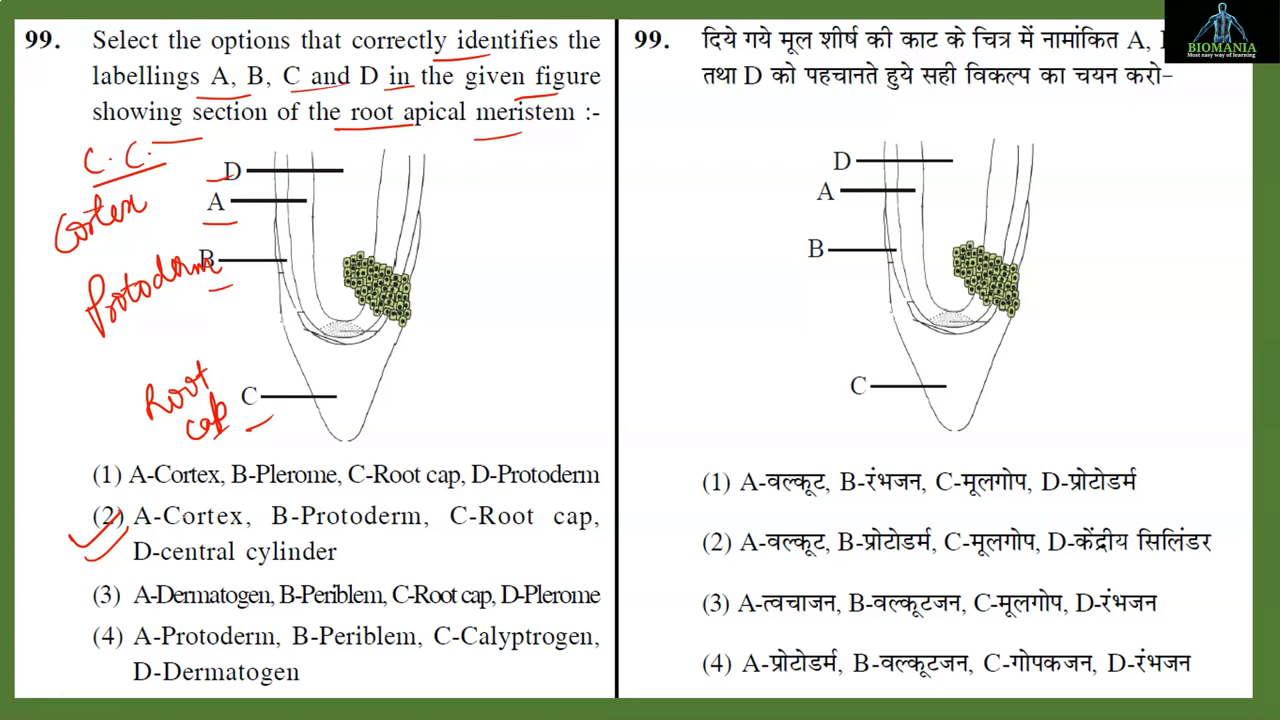 99. Select the options that correctly identifies the
labellings A, B, C and D in the given figure
showing section of the root apical meristem :-
C. C.
Cortex
Protoderm
Root
cap
D
A
B
C
(1) A-Cortex, B-Plerome, C-Root cap, D-Protoderm
(2) A-Cortex, B-Protoderm, C-Root cap,
D-central cylinder
(3) A-Dermatogen, B-Periblem, C-Root cap, D-Plerome
(4) A-Protoderm, B-Periblem, C-Calyptrogen,
D-Dermatogen
99. दिये गये मूल शीर्ष की काट के चित्र में नामांकित A,
तथा D को पहचानते हुये सही विकल्प का चयन करो-
D
A
B
C
(1) A-वल्कूट, B-रंभजन, C-मूलगोप, D-प्रोटोडर्म
(2) A-वल्कूट, B-प्रोटोडर्म, C-मूलगोप, D-केंद्रीय सिलिंडर
(3) A-त्वचाजन, B-वल्कूटजन, C-मूलगोप, D-रंभजन
(4) A-प्रोटोडर्म, B-वल्कूटजन, C-गोपकजन, D-रंभजन
BIOMANIA
Most easy way of learning